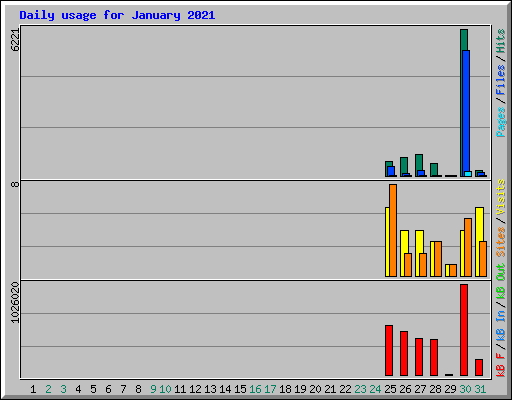 Daily usage for January 2021
6221
8
1026020
Pages / Files / Hits
Sites / Visits
kB F / kB In / kB Out
1 2 3 4 5 6 7 8 9 10 11 12 13 14 15 16 17 18 19 20 21 22 23 24 25 26 27 28 29 30 31